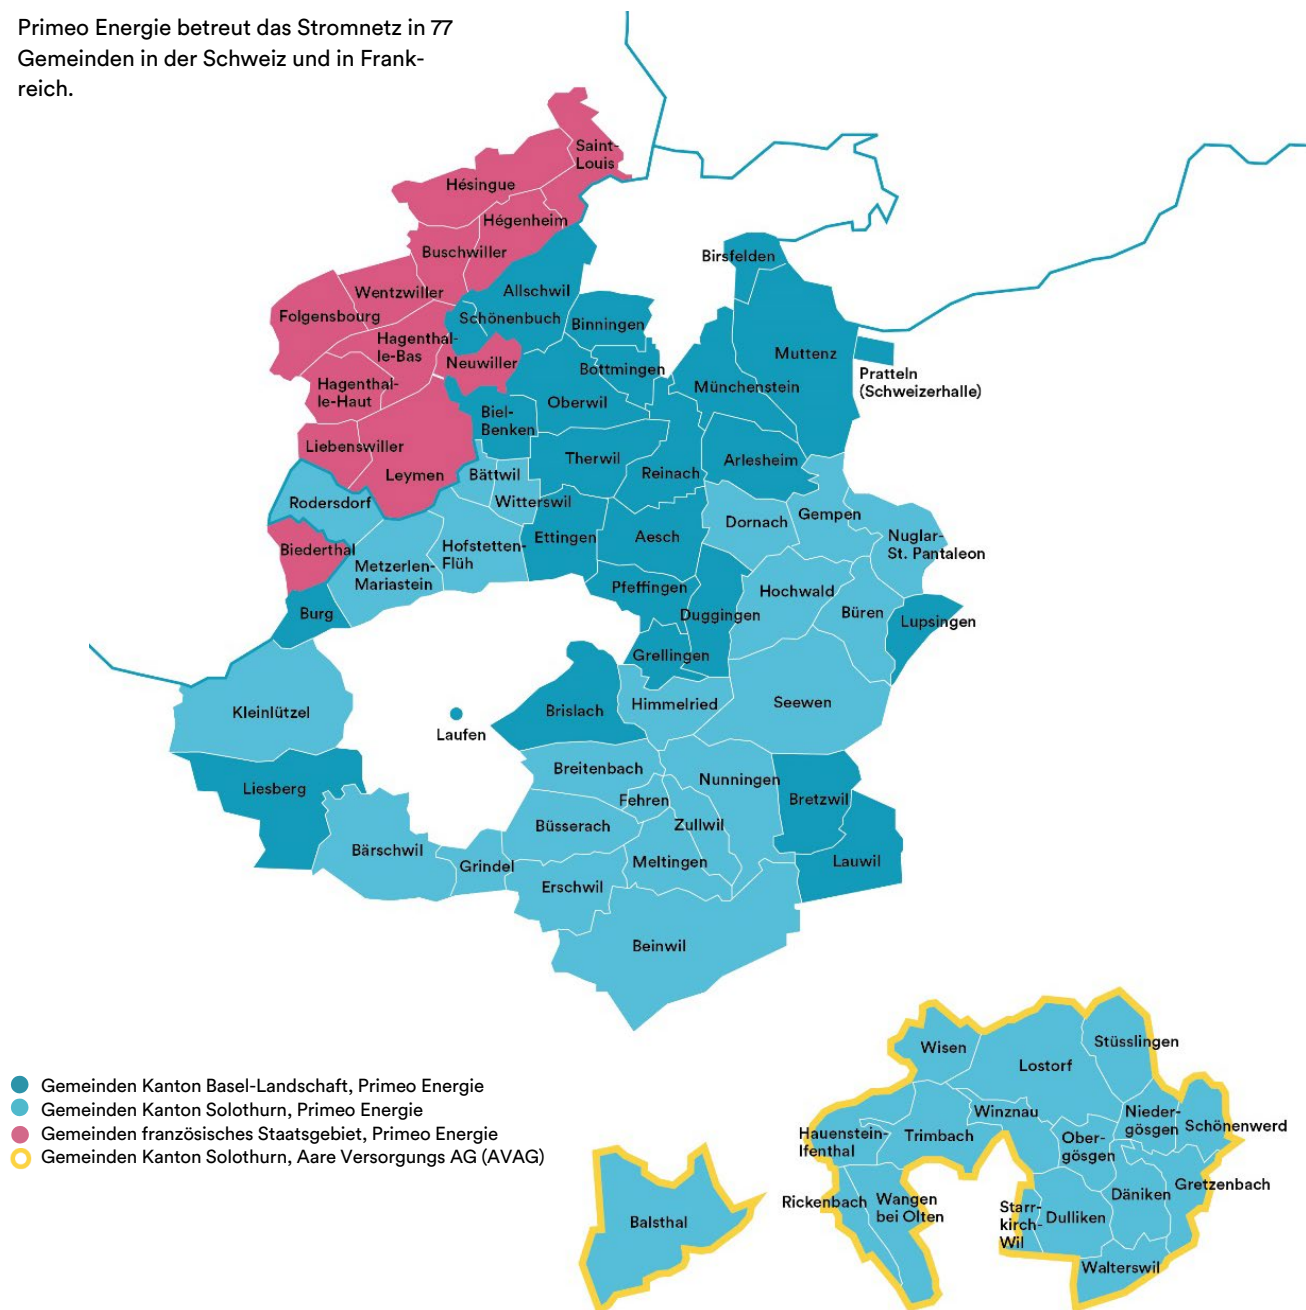 Primeo Energie betreut das Stromnetz in 77
Gemeinden in der Schweiz und in Frank-
reich.
Saint-
Louis
Hésingue
Hégenheim
Buschwiller
Birsfelden
Wentzwiller
Allschwil
Folgensbourg
Schönenbuch
Binningen
Hagenthal-
le-Bas
Muttenz
Neuwiller
Bottmingen
Pratteln
(Schweizerhalle)
Hagenthal-
le-Haut
Münchenstein
Oberwil
Biel-
Benken
Liebenswiller
Therwil
Arlesheim
Leymen
Bättwil
Reinach
Rodersdorf
Witterswil
Dornach
Gempen
Ettingen
Aesch
Nuglar-
St. Pantaleon
Biederthal
Hofstetten-
Flüh
Metzerlen-
Mariastein
Pfeffingen
Hochwald
Burg
Duggingen
Büren
Lupsingen
Grellingen
Kleinlützel
Brislach
Himmelried
Seewen
Laufen
Breitenbach
Nunningen
Liesberg
Fehren
Bretzwil
Büsserach
Zullwil
Bärschwil
Grindel
Meltingen
Lauwil
Erschwil
Beinwil
Wisen
Stüsslingen
Lostorf
Gemeinden Kanton Basel-Landschaft, Primeo Energie
Gemeinden Kanton Solothurn, Primeo Energie
Gemeinden französisches Staatsgebiet, Primeo Energie
Gemeinden Kanton Solothurn, Aare Versorgungs AG (AVAG)
Winznau
Nieder-
gösgen
Schönenwerd
Hauenstein-
Ifenthal
Trimbach
Ober-
gösgen
Gretzenbach
Däniken
Rickenbach
Wangen
bei Olten
Starr-
kirch-
Wil
Dulliken
Balsthal
Walterswil